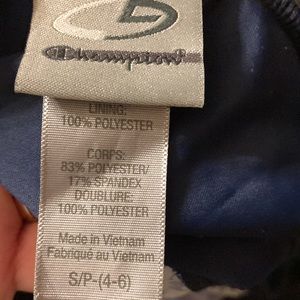 Champion
LINING:
100% POLYESTER
CORPS:
83% POLYESTER/
17% SPANDEX
DOUBLURE:
100% POLYESTER
Made in Vietnam
Fabriqué au Vietnam
S/P-(4-6)